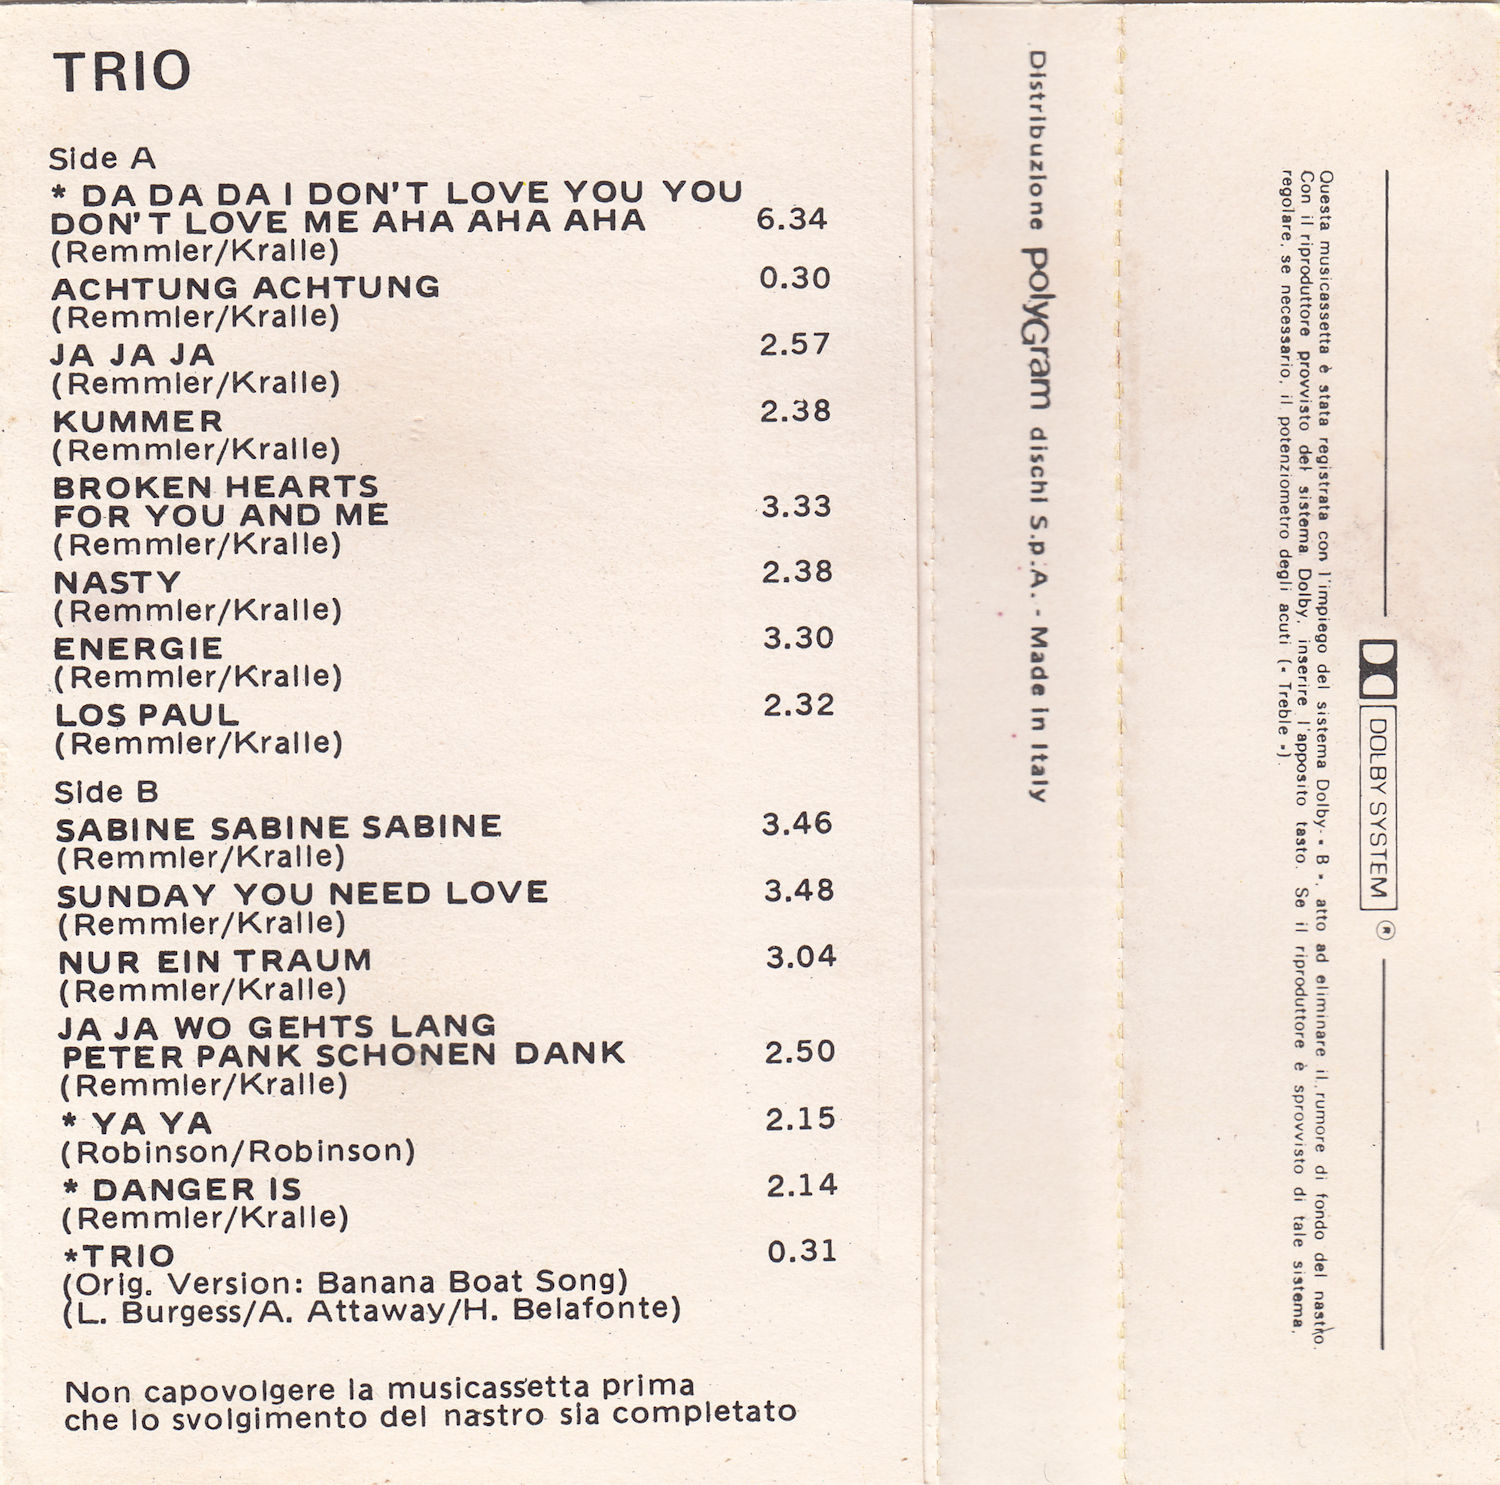 TRIO
Side A
* DA DA DA I DON'T LOVE YOU YOU
DON'T LOVE ME AHA AHA AHA 6.34
(Remmler/Kralle)
ACHTUNG ACHTUNG 0.30
(Remmler/Kralle)
JA JA JA 2.57
(Remmler/Kralle)
KUMMER 2.38
(Remmler/Kralle)
BROKEN HEARTS
FOR YOU AND ME 3.33
(Remmler/Kralle)
NASTY 2.38
(Remmler/Kralle)
ENERGIE 3.30
(Remmler/Kralle)
LOS PAUL 2.32
(Remmler/Kralle)
Side B
SABINE SABINE SABINE 3.46
(Remmler/Kralle)
SUNDAY YOU NEED LOVE 3.48
(Remmler/Kralle)
NUR EIN TRAUM 3.04
(Remmler/Kralle)
JA JA WO GEHTS LANG
PETER PANK SCHONEN DANK 2.50
(Remmler/Kralle)
* YA YA 2.15
(Robinson/Robinson)
* DANGER IS 2.14
(Remmler/Kralle)
*TRIO 0.31
(Orig. Version: Banana Boat Song)
(L. Burgess/A. Attaway/H. Belafonte)
Non capovolgere la musicassetta prima
che lo svolgimento del nastro sia completato
Distribuzione polyGram dischi S.p.A. - Made in Italy
DOLBY SYSTEM ®
Questa musicassetta è stata registrata con l'impiego del sistema Dolby « B », atto ad eliminare il rumore di fondo del nastro.
Con il riproduttore provvisto del sistema Dolby, inserire l'apposito tasto. Se il riproduttore è sprovvisto di tale sistema,
regolare, se necessario, il potenziometro degli acuti (« Treble »).